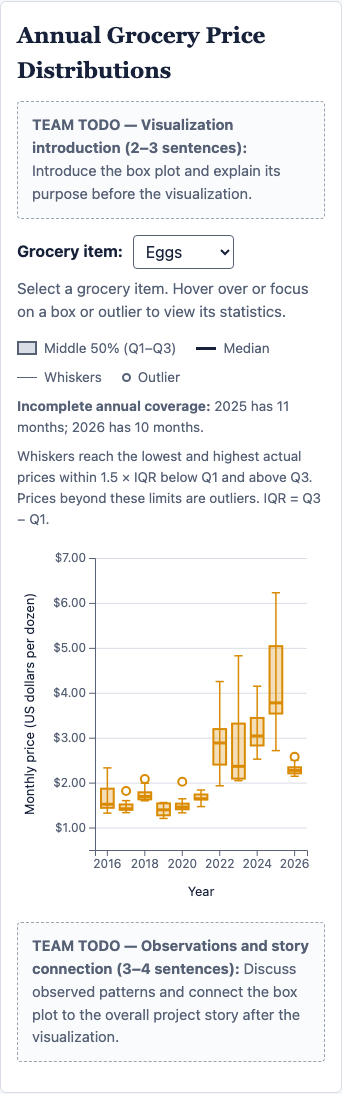 Annual Grocery Price
Distributions
TEAM TODO — Visualization
introduction (2–3 sentences):
Introduce the box plot and explain its
purpose before the visualization.
Grocery item: Eggs
Select a grocery item. Hover over or focus
on a box or outlier to view its statistics.
Middle 50% (Q1–Q3) Median
Whiskers Outlier
Incomplete annual coverage: 2025 has 11
months; 2026 has 10 months.
Whiskers reach the lowest and highest actual
prices within 1.5 × IQR below Q1 and above Q3.
Prices beyond these limits are outliers. IQR = Q3
− Q1.
Monthly price (US dollars per dozen)
$7.00
$6.00
$5.00
$4.00
$3.00
$2.00
$1.00
2016 2018 2020 2022 2024 2026
Year
TEAM TODO — Observations and story
connection (3–4 sentences): Discuss
observed patterns and connect the box
plot to the overall project story after the
visualization.